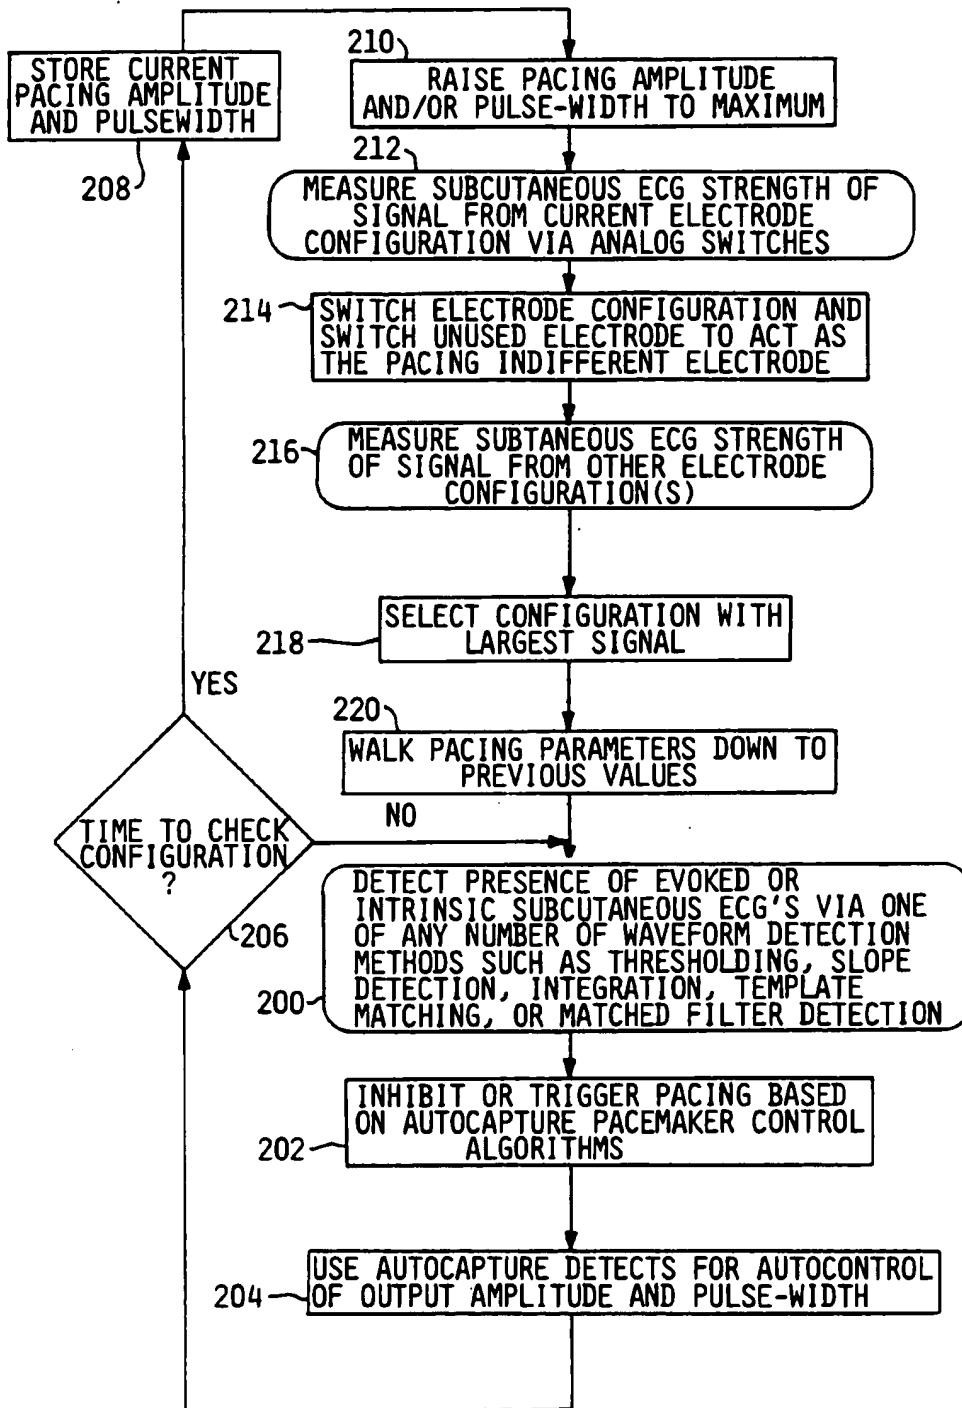 STORE CURRENT
PACING AMPLITUDE
AND PULSEWIDTH
208
210
RAISE PACING AMPLITUDE
AND/OR PULSE-WIDTH TO MAXIMUM
212
MEASURE SUBCUTANEOUS ECG STRENGTH OF
SIGNAL FROM CURRENT ELECTRODE
CONFIGURATION VIA ANALOG SWITCHES
214
SWITCH ELECTRODE CONFIGURATION AND
SWITCH UNUSED ELECTRODE TO ACT AS
THE PACING INDIFFERENT ELECTRODE
216
MEASURE SUBTANEOUS ECG STRENGTH
OF SIGNAL FROM OTHER ELECTRODE
CONFIGURATION(S)
218
SELECT CONFIGURATION WITH
LARGEST SIGNAL
YES
220
WALK PACING PARAMETERS DOWN TO
PREVIOUS VALUES
NO
TIME TO CHECK
CONFIGURATION
?
206
200
DETECT PRESENCE OF EVOKED OR
INTRINSIC SUBCUTANEOUS ECG'S VIA ONE
OF ANY NUMBER OF WAVEFORM DETECTION
METHODS SUCH AS THRESHOLDING, SLOPE
DETECTION, INTEGRATION, TEMPLATE
MATCHING, OR MATCHED FILTER DETECTION
202
INHIBIT OR TRIGGER PACING BASED
ON AUTOCAPTURE PACEMAKER CONTROL
ALGORITHMS
204
USE AUTOCAPTURE DETECTS FOR AUTOCONTROL
OF OUTPUT AMPLITUDE AND PULSE-WIDTH